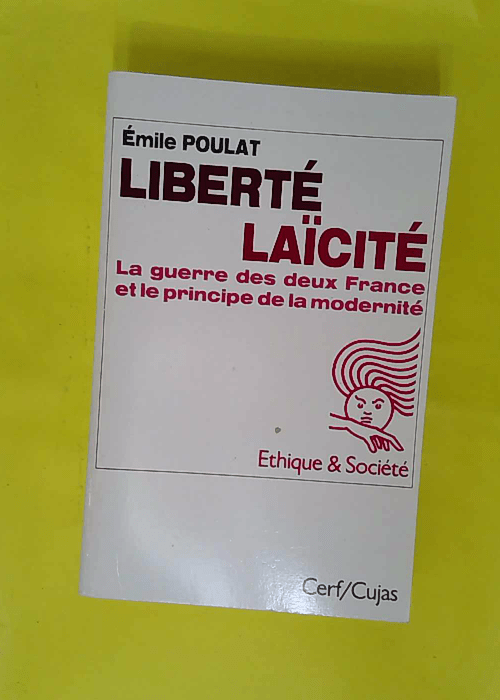 Émile POULAT
LIBERTÉ
LAÏCITÉ
La guerre des deux France
et le principe de la modernité
Ethique & Société
Cerf/Cujas